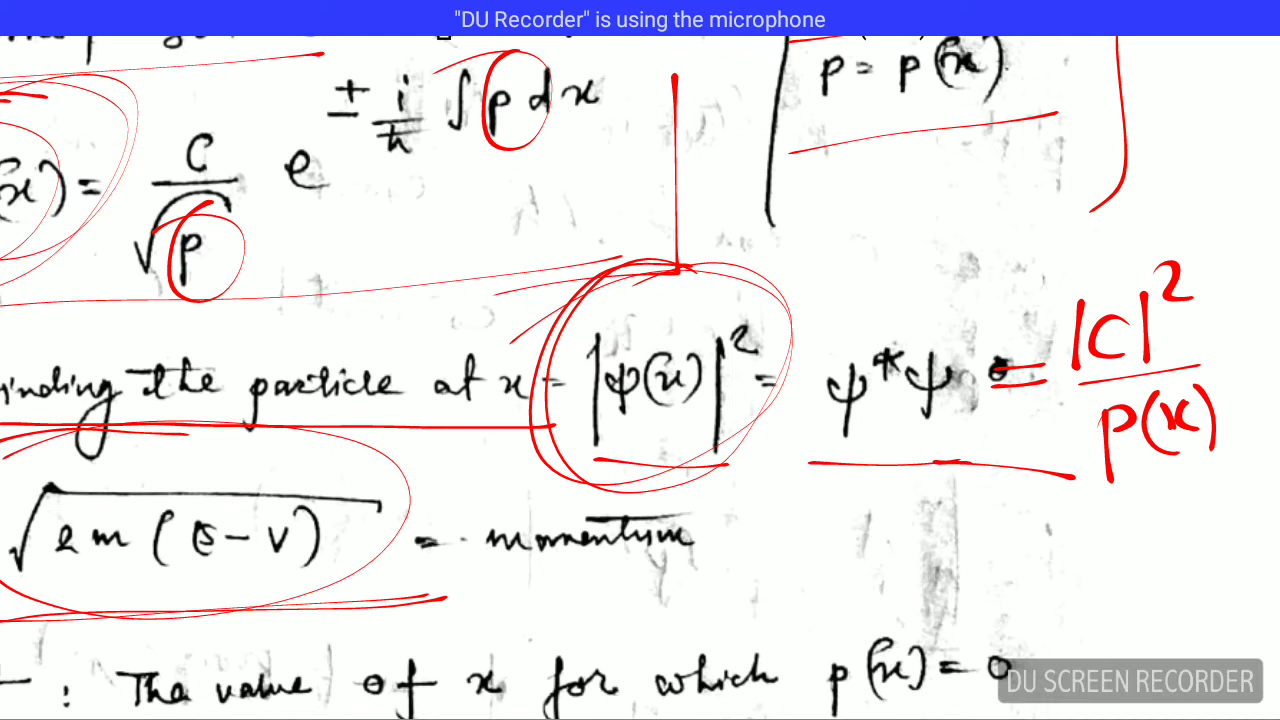 "DU Recorder" is using the microphone
p = p(x)
(x) = C/√p e ± i/ħ ∫ p dx
inding the particle at x = |ψ(x)|² = ψ*ψ = |C|²/p(x)
√2m(E-V) = momentum
: The value of x for which p(x) = 0
DU SCREEN RECORDER